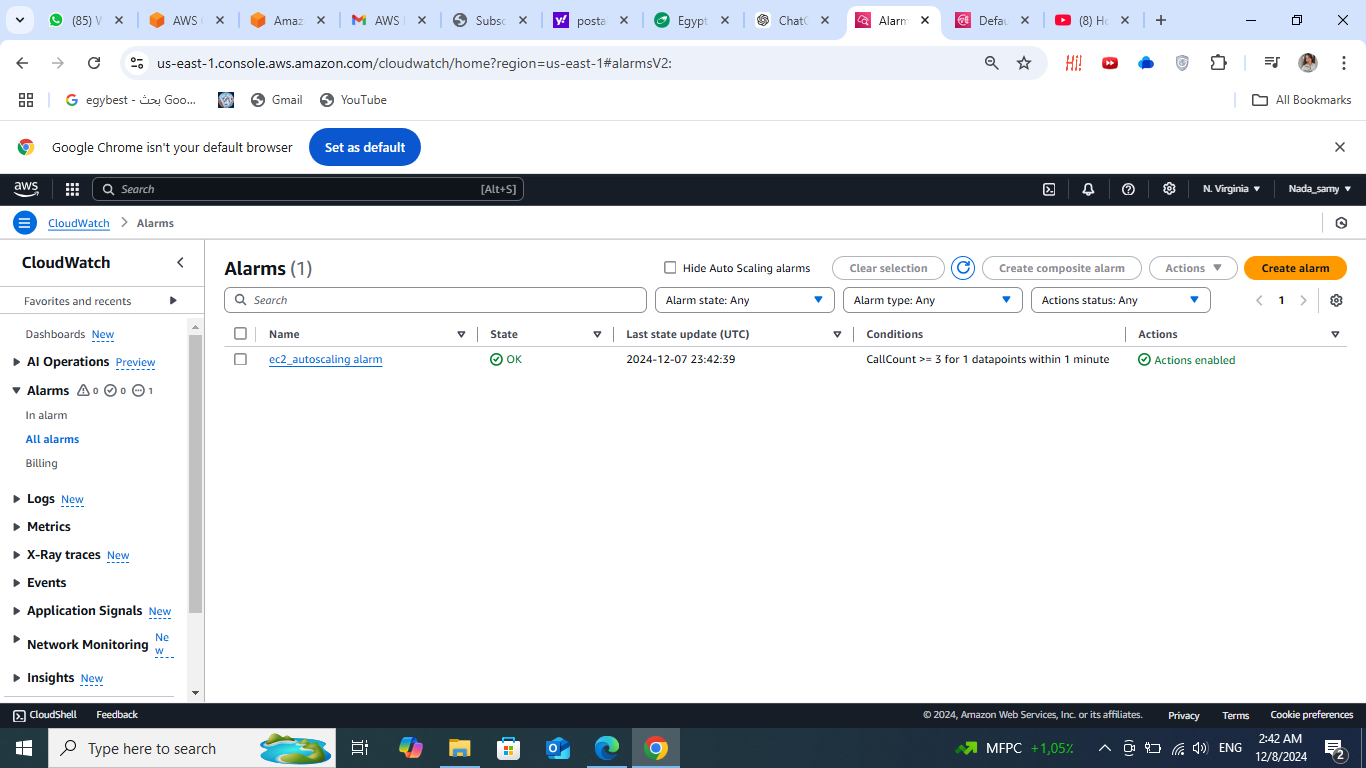 (85) W
AWS
Amaz
AWS
Subsc
posta
Egypt
ChatG
Alarm
Defau
(8) Ho
us-east-1.console.aws.amazon.com/cloudwatch/home?region=us-east-1#alarmsV2:
egybest - بحث Goo...
Gmail
YouTube
All Bookmarks
Google Chrome isn't your default browser
Set as default
aws
Search
[Alt+S]
N. Virginia
Nada_samy
CloudWatch
Alarms
CloudWatch
Favorites and recents
Dashboards New
AI Operations Preview
Alarms 0 0 1
In alarm
All alarms
Billing
Logs New
Metrics
X-Ray traces New
Events
Application Signals New
Network Monitoring Ne
w
Insights New
Alarms (1)
Hide Auto Scaling alarms
Clear selection
Create composite alarm
Actions
Create alarm
Search
Alarm state: Any
Alarm type: Any
Actions status: Any
1
Name State Last state update (UTC) Conditions Actions
ec2_autoscaling alarm OK 2024-12-07 23:42:39 CallCount >= 3 for 1 datapoints within 1 minute Actions enabled
CloudShell Feedback © 2024, Amazon Web Services, Inc. or its affiliates. Privacy Terms Cookie preferences
Type here to search
MFPC +1,05%
ENG
2:42 AM
12/8/2024
2